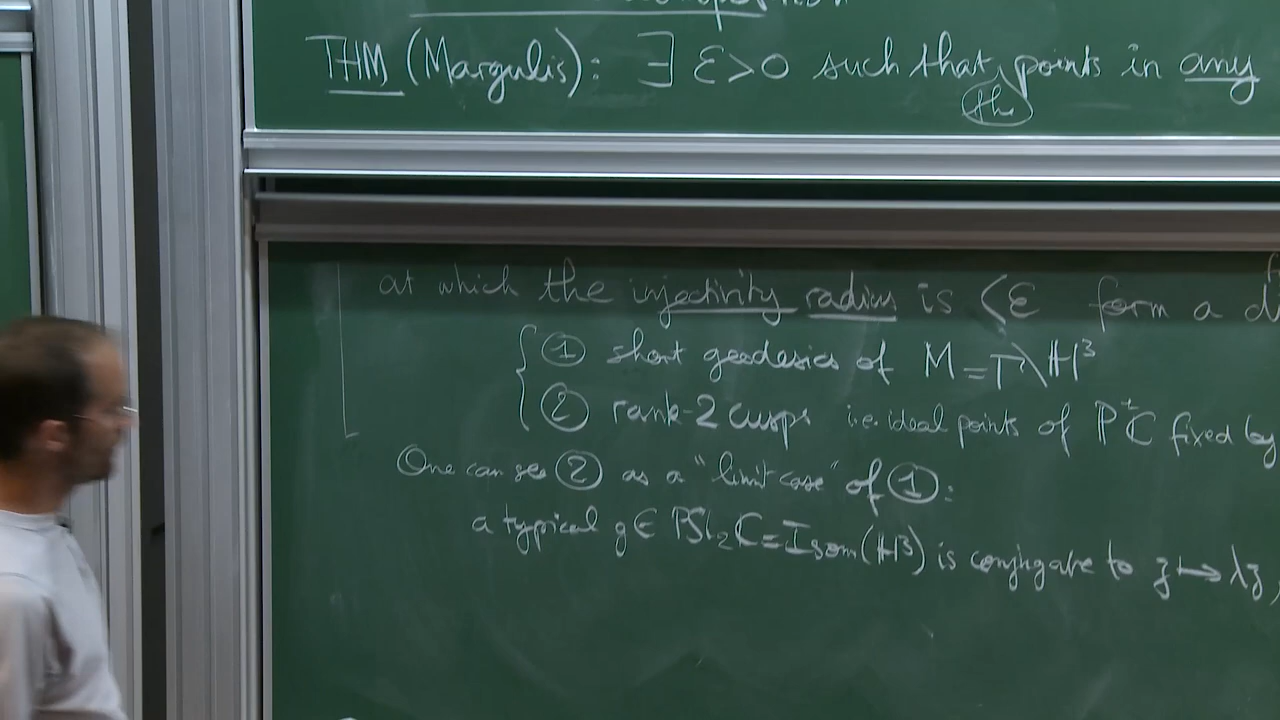 THM (Margulis): ∃ ε>0 such that points in any
(the)
at which the injectivity radius is < ε form a
{ ① short geodesics of M = Γ\H³
② rank-2 cusps i.e. ideal points of P¹C fixed by
One can see ② as a "limit case" of ①:
a typical g ∈ PSL₂C = Isom(H³) is conjugate to z ↦ λz,